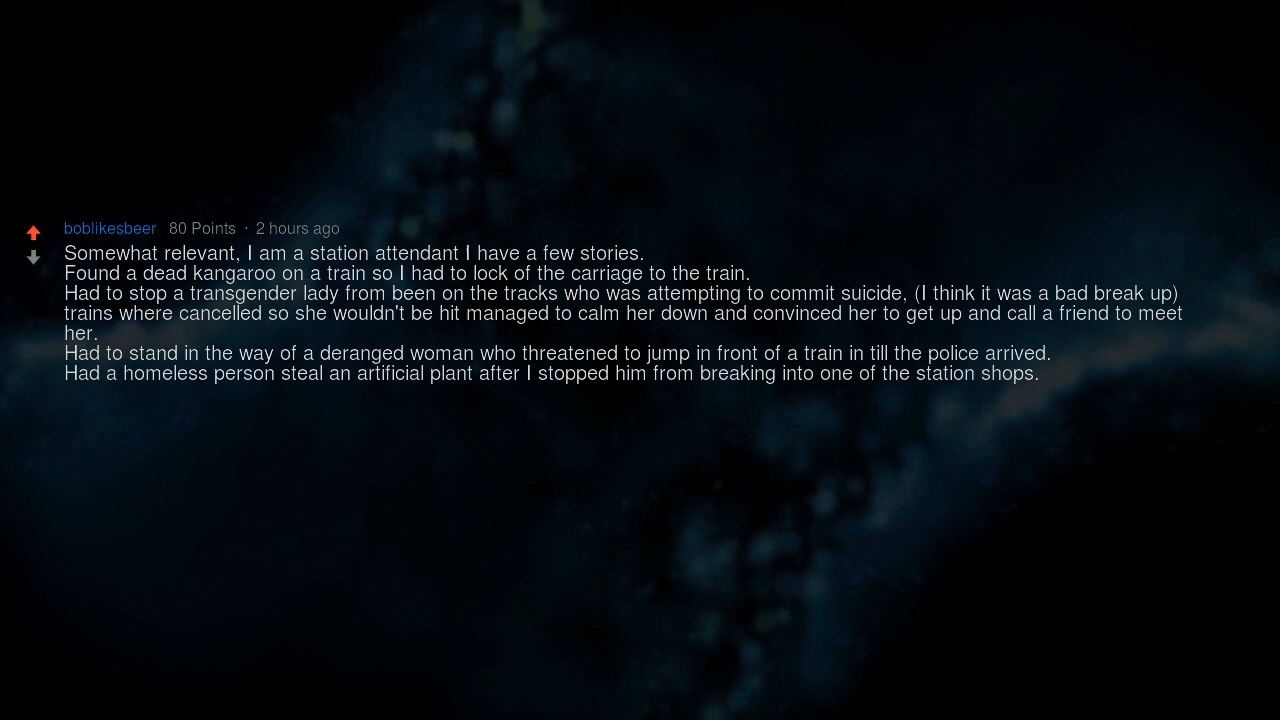 boblikesbeer 80 Points · 2 hours ago
Somewhat relevant, I am a station attendant I have a few stories.
Found a dead kangaroo on a train so I had to lock of the carriage to the train.
Had to stop a transgender lady from been on the tracks who was attempting to commit suicide, (I think it was a bad break up)
trains where cancelled so she wouldn't be hit managed to calm her down and convinced her to get up and call a friend to meet
her.
Had to stand in the way of a deranged woman who threatened to jump in front of a train in till the police arrived.
Had a homeless person steal an artificial plant after I stopped him from breaking into one of the station shops.